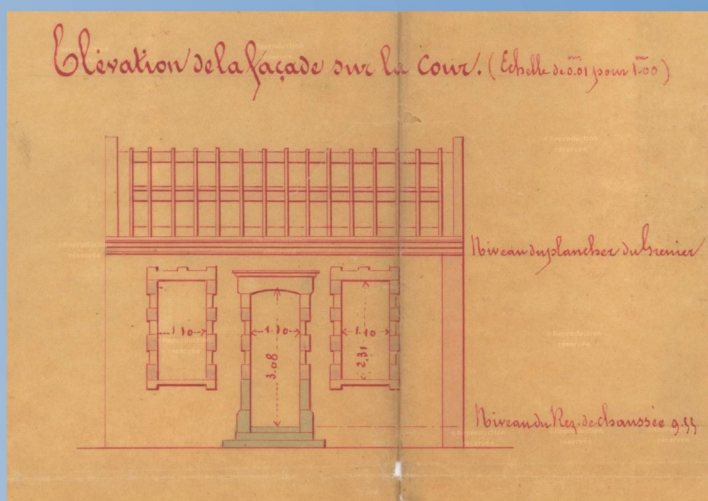 Elévation de la façade sur la Cour. (Echelle de 0.01 pour 1.00)
Niveau du plancher du Grenier
1.10
1.10
1.10
3.08
2.31
Niveau du Rez-de-chaussée 9.55